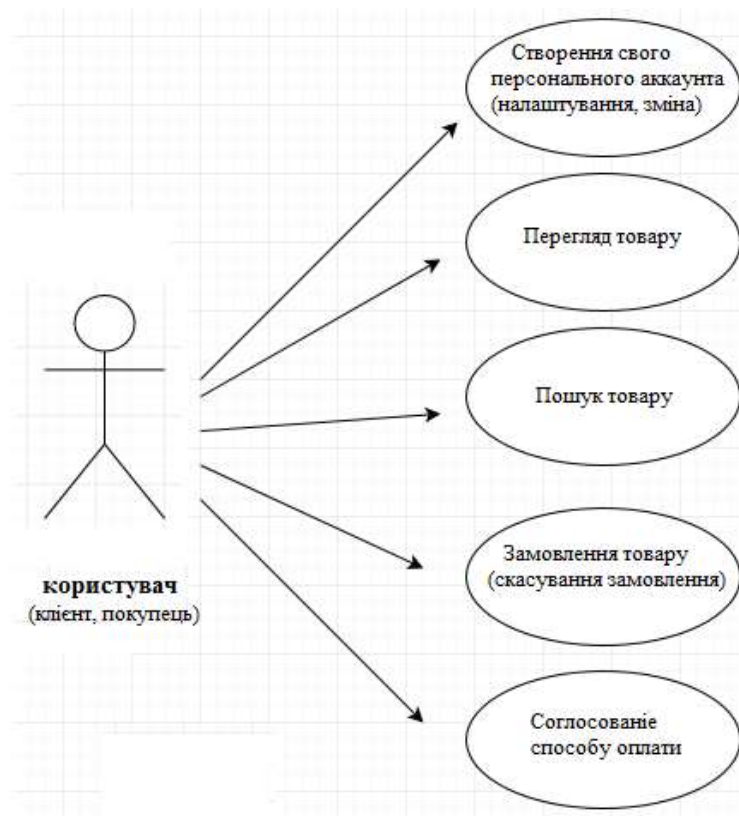 Створення свого
персонального аккаунта
(налаштування, зміна)
Перегляд товару
Пошук товару
Замовлення товару
(скасування замовлення)
користувач
(клієнт, покупець)
Соглосованіе
способу оплати